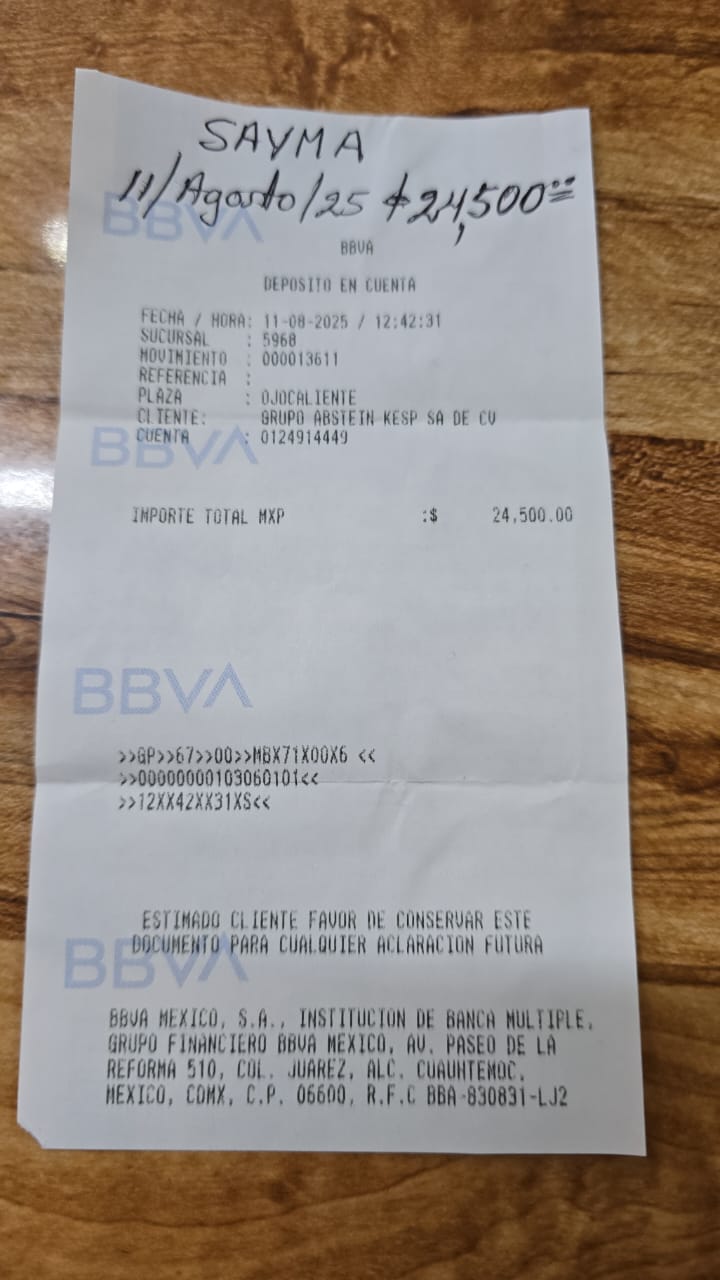 SAYMA
11/Agosto/25 $24,500.00
BBVA
BBVA
DEPOSITO EN CUENTA
FECHA / HORA: 11-08-2025 / 12:42:31
SUCURSAL : 5968
MOVIMIENTO : 000013611
REFERENCIA :
PLAZA : OJOCALIENTE
CLIENTE: GRUPO ABSTEIN KESP SA DE CV
CUENTA : 0124914449
BBVA
IMPORTE TOTAL MXP :$ 24,500.00
BBVA
>>GP>>67>>00>>MBX71X00X6 <<
>>00000000103060101<<
>>12XX42XX31XS<<
ESTIMADO CLIENTE FAVOR DE CONSERVAR ESTE
DOCUMENTO PARA CUALQUIER ACLARACION FUTURA
BBVA
BBVA MEXICO, S.A., INSTITUCION DE BANCA MULTIPLE,
GRUPO FINANCIERO BBVA MEXICO, AV. PASEO DE LA
REFORMA 510, COL. JUAREZ, ALC. CUAUHTEMOC,
MEXICO, CDMX, C.P. 06600, R.F.C BBA-830831-LJ2